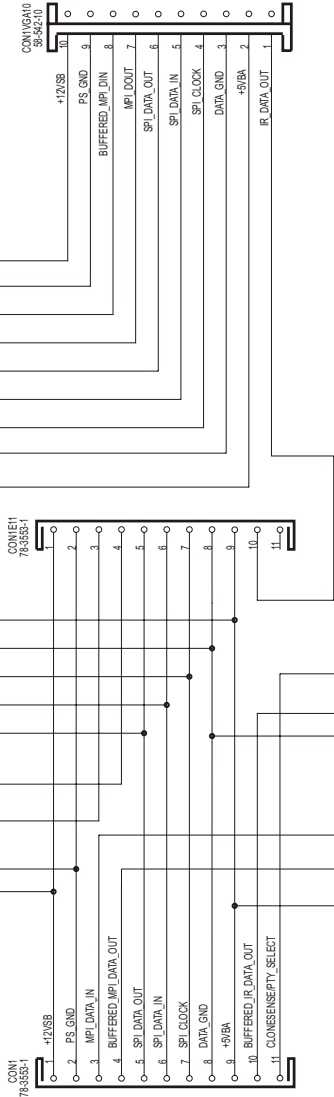 CON1VGA10
58-542-10
10 +12VSB
9 PS_GND
8 BUFFERED_MPI_DIN
7 MPI_DOUT
6 SPI_DATA_OUT
5 SPI_DATA_IN
4 SPI_CLOCK
3 DATA_GND
2 +5VBA
1 IR_DATA_OUT
CON1E11
78-3553-1
1
2
3
4
5
6
7
8
9
10
11
CON1
78-3553-1
1 +12VSB
2 PS_GND
3 MPI_DATA_IN
4 BUFFERED_MPI_DATA_OUT
5 SPI_DATA_OUT
6 SPI_DATA_IN
7 SPI_CLOCK
8 DATA_GND
9 +5VBA
10 BUFFERED_IR_DATA_OUT
11 CLONESENSE/PTY_SELECT